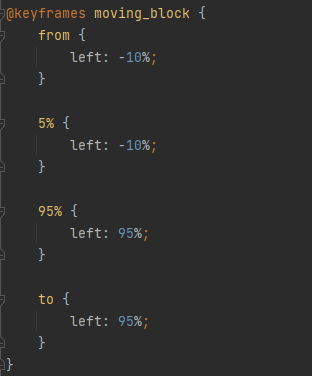 @keyframes moving_block {
    from {
        left: -10%;
    }

    5% {
        left: -10%;
    }

    95% {
        left: 95%;
    }

    to {
        left: 95%;
    }
}